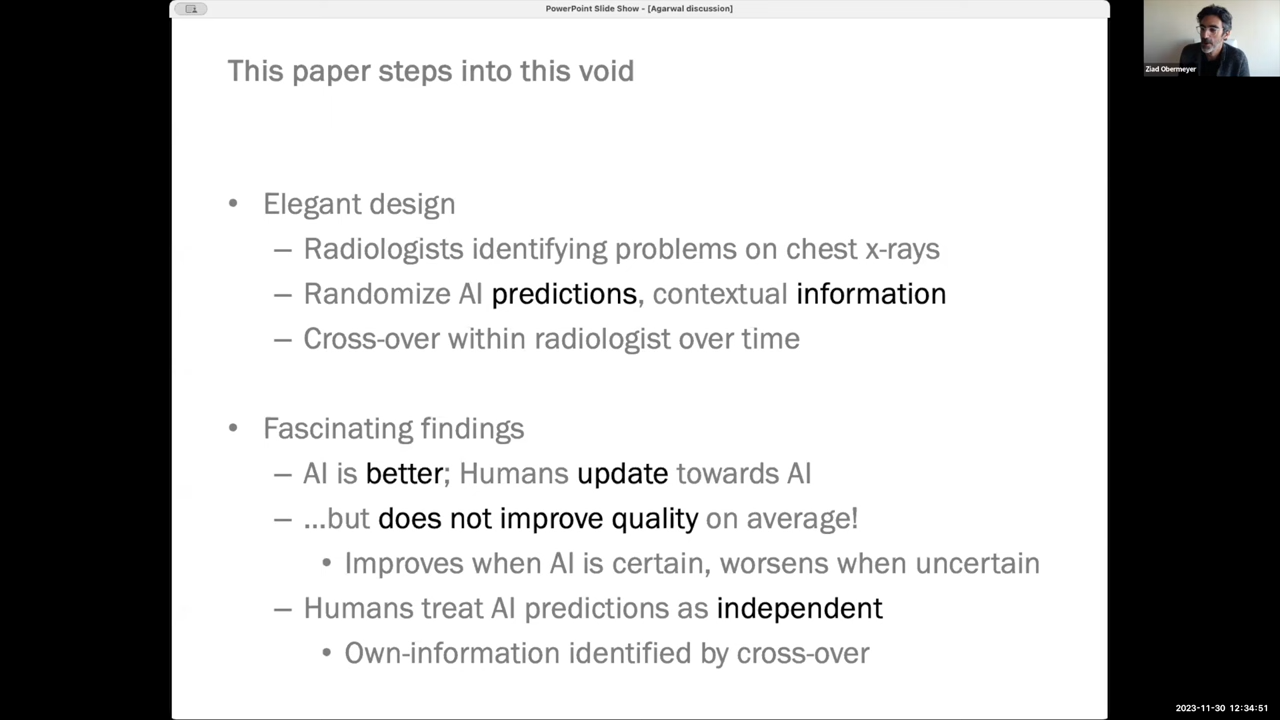 PowerPoint Slide Show - [Agarwal discussion]
Ziad Obermeyer
This paper steps into this void
• Elegant design
– Radiologists identifying problems on chest x-rays
– Randomize AI predictions, contextual information
– Cross-over within radiologist over time
• Fascinating findings
– AI is better; Humans update towards AI
– ...but does not improve quality on average!
• Improves when AI is certain, worsens when uncertain
– Humans treat AI predictions as independent
• Own-information identified by cross-over
2023-11-30 12:34:51